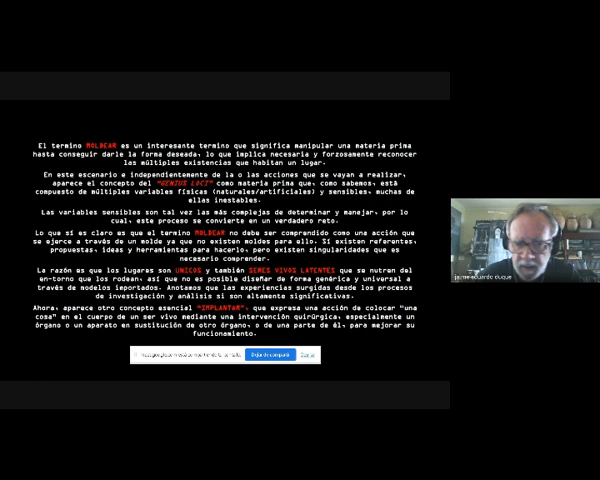 El termino MOLDEAR es un interesante termino que significa manipular una materia prima
hasta conseguir darle la forma deseada, lo que implica necesaria y forzosamente reconocer
las múltiples existencias que habitan un lugar.
En este escenario e independientemente de la o las acciones que se vayan a realizar,
aparece el concepto del "GENIUS LOCI" como materia prima que, como sabemos, está
compuesto de múltiples variables físicas (naturales/artificiales) y sensibles, muchas de
ellas inestables.
Las variables sensibles son tal vez las más complejas de determinar y manejar, por lo
cual, este proceso se convierte en un verdadero reto.
Lo que sí es claro es que el termino MOLDEAR no debe ser comprendido como una acción que
se ejerce a través de un molde ya que no existen moldes para ello. Sí existen referentes,
propuestas, ideas y herramientas para hacerlo, pero existen singularidades que es
necesario comprender.
La razón es que los lugares son UNICOS y también SERES VIVOS LATENTES que se nutren del
en-torno que los rodean, así que no es posible diseñar de forma genérica y universal a
través de modelos importados. Anotamos que las experiencias surgidas desde los procesos
de investigación y análisis si son altamente significativas.
Ahora, aparece otro concepto esencial "IMPLANTAR", que expresa una acción de colocar "una
cosa" en el cuerpo de un ser vivo mediante una intervención quirúrgica, especialmente un
órgano o un aparato en sustitución de otro órgano, o de una parte de él, para mejorar su
funcionamiento.
Dejar de compartir
jaime eduardo duque